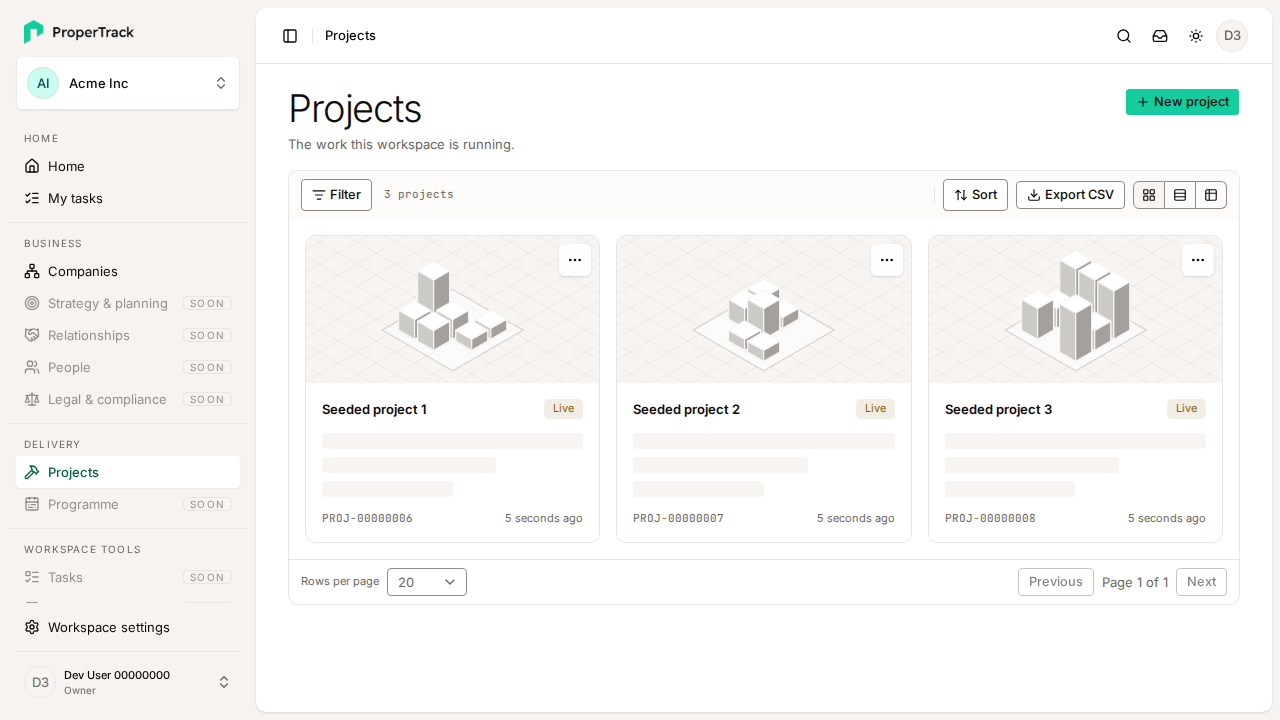 ProperTrack
AI
Acme Inc
HOME
Home
My tasks
BUSINESS
Companies
Strategy & planning SOON
Relationships SOON
People SOON
Legal & compliance SOON
DELIVERY
Projects
Programme SOON
WORKSPACE TOOLS
Tasks SOON
Workspace settings
D3
Dev User 00000000
Owner
Projects
D3
Projects
The work this workspace is running.
New project
Filter
3 projects
Sort
Export CSV
Seeded project 1 Live
PROJ-00000006 5 seconds ago
Seeded project 2 Live
PROJ-00000007 5 seconds ago
Seeded project 3 Live
PROJ-00000008 5 seconds ago
Rows per page 20
Previous Page 1 of 1 Next